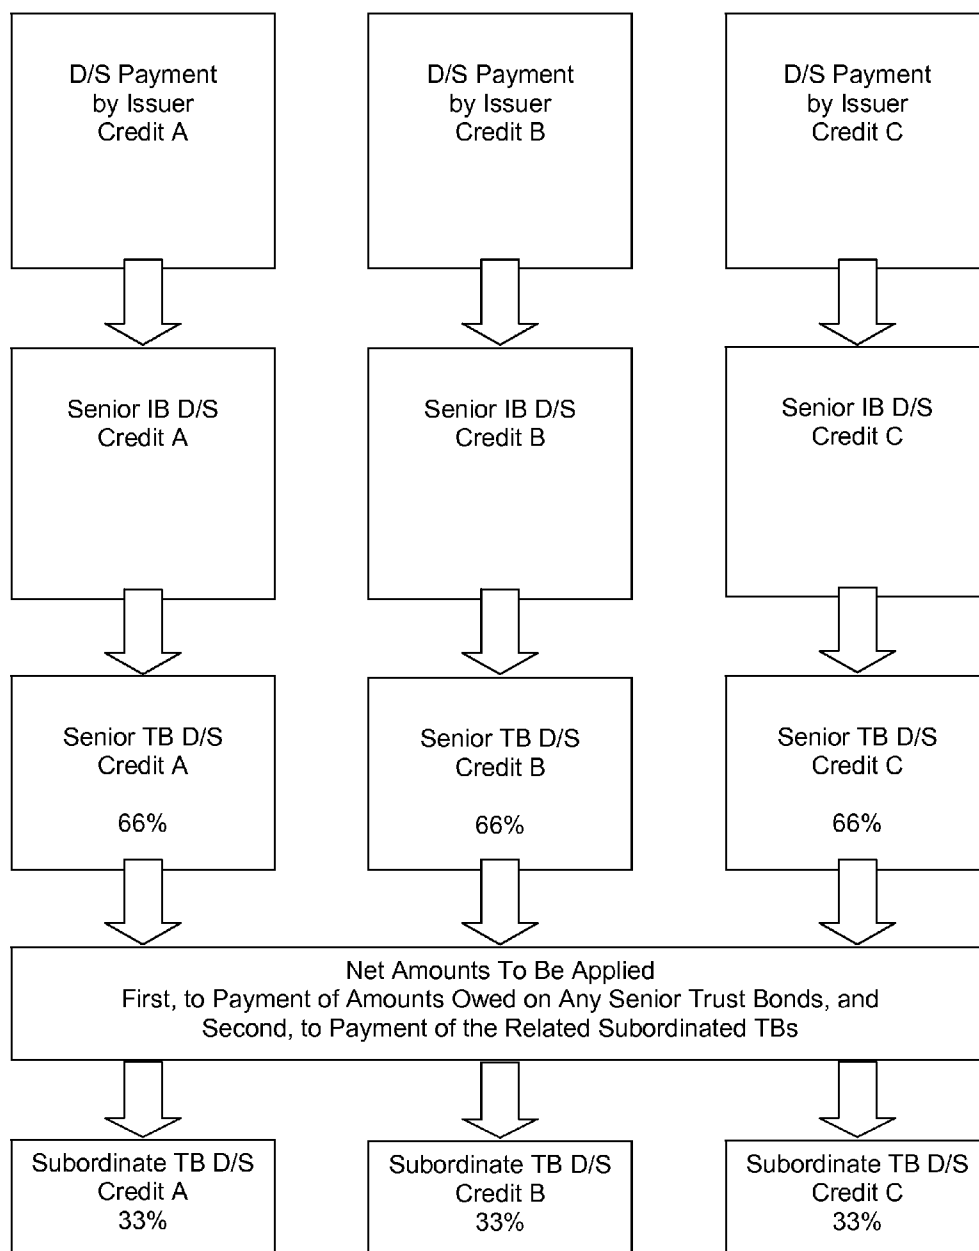 D/S Payment
by Issuer
Credit A
D/S Payment
by Issuer
Credit B
D/S Payment
by Issuer
Credit C
Senior IB D/S
Credit A
Senior IB D/S
Credit B
Senior IB D/S
Credit C
Senior TB D/S
Credit A
66%
Senior TB D/S
Credit B
66%
Senior TB D/S
Credit C
66%
Net Amounts To Be Applied
First, to Payment of Amounts Owed on Any Senior Trust Bonds, and
Second, to Payment of the Related Subordinated TBs
Subordinate TB D/S
Credit A
33%
Subordinate TB D/S
Credit B
33%
Subordinate TB D/S
Credit C
33%